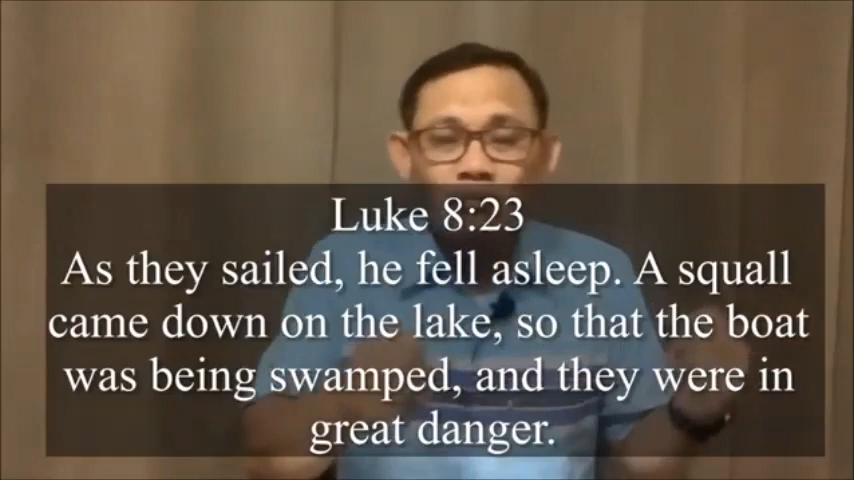 Luke 8:23
As they sailed, he fell asleep. A squall
came down on the lake, so that the boat
was being swamped, and they were in
great danger.